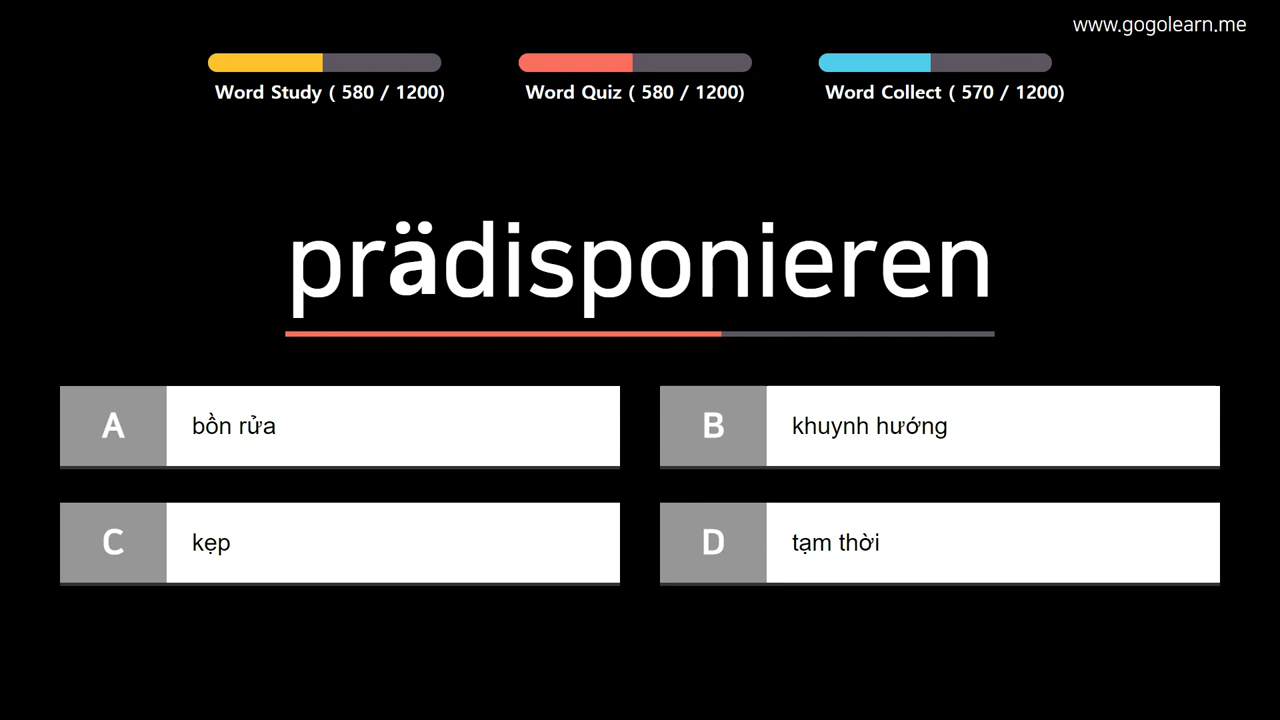 www.gogolearn.me
Word Study ( 580 / 1200)
Word Quiz ( 580 / 1200)
Word Collect ( 570 / 1200)
prädisponieren
A
bồn rửa
B
khuynh hướng
C
kẹp
D
tạm thời